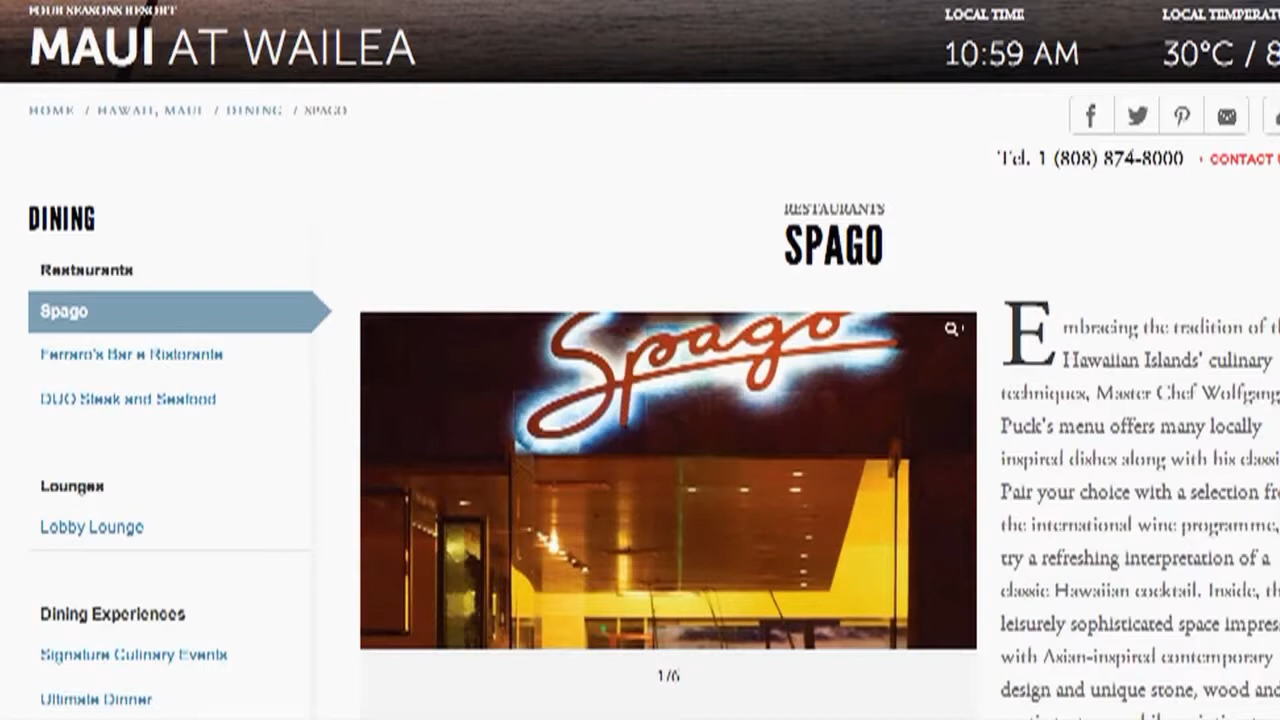 FOUR SEASONS RESORT
MAUI AT WAILEA
LOCAL TIME
10:59 AM
LOCAL TEMPERAT
30°C / 8
HOME / HAWAII, MAUI / DINING / SPAGO
Tel. 1 (808) 874-8000
CONTACT U
DINING
Restaurants
Spago
Ferraro's Bar e Ristorante
DUO Steak and Seafood
Lounges
Lobby Lounge
Dining Experiences
Signature Culinary Events
Ultimate Dinner
RESTAURANTS
SPAGO
Spago
1/6
Embracing the tradition of t
Hawaiian Islands' culinary
techniques, Master Chef Wolfgang
Puck's menu offers many locally
inspired dishes along with his classi
Pair your choice with a selection fr
the international wine programme,
try a refreshing interpretation of a
classic Hawaiian cocktail. Inside, th
leisurely sophisticated space impres
with Asian-inspired contemporary
design and unique stone, wood and